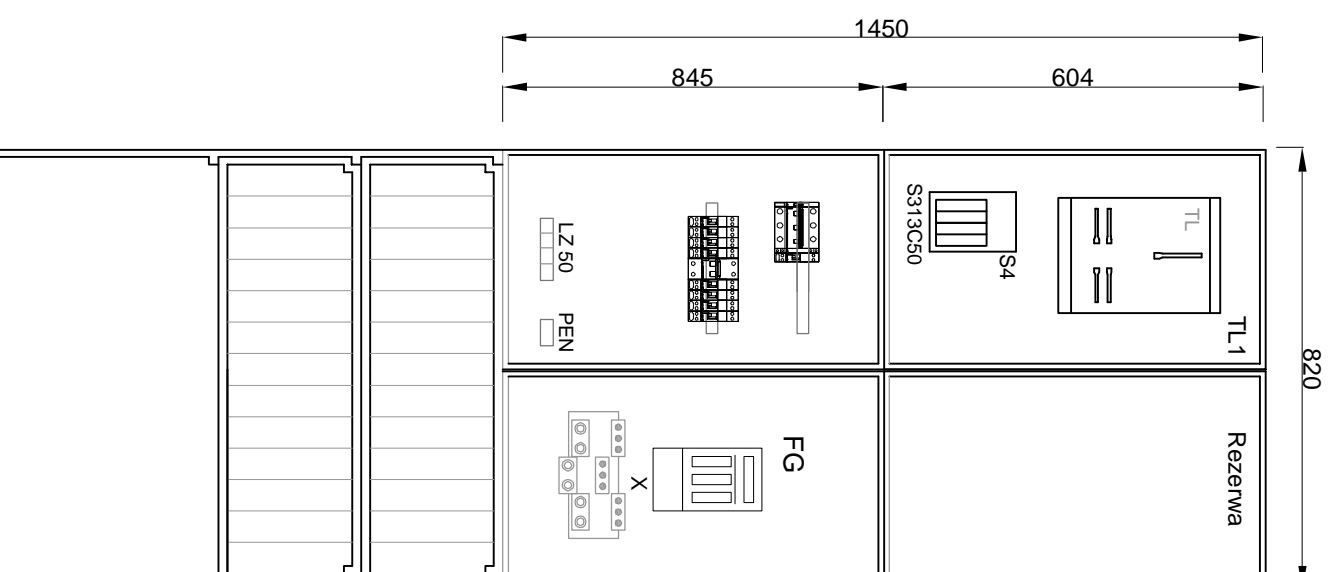 1450
845
604
S313C50
S4
TL
TL1
820
LZ 50
PEN
FG
X
Rezerwa